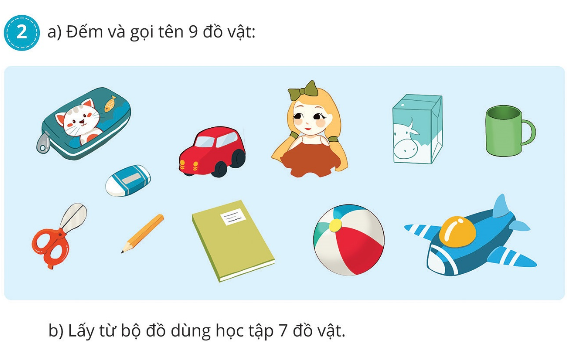 2 a) Đếm và gọi tên 9 đồ vật:
b) Lấy từ bộ đồ dùng học tập 7 đồ vật.